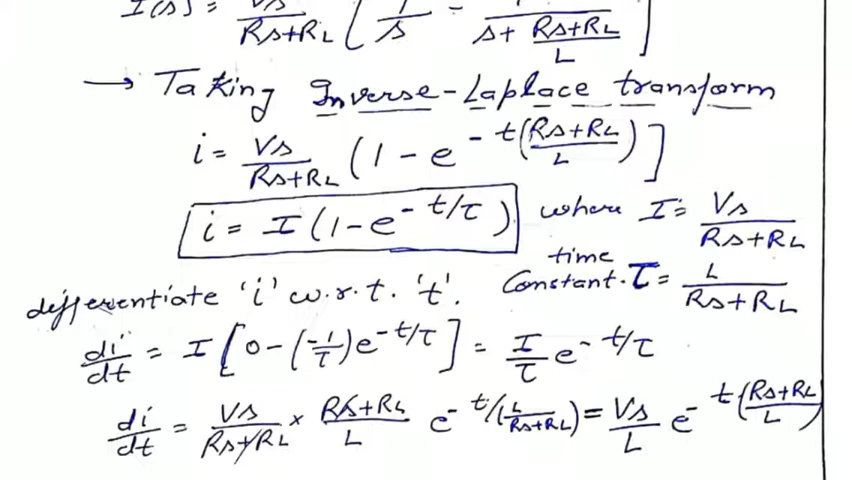 I(s) = Vs/(Rs+RL) ( 1/s - 1/(s + (Rs+RL)/L) ]
→ Taking Inverse-Laplace transform
i = Vs/(Rs+RL) (1 - e^-t((Rs+RL)/L) ]
i = I (1 - e^-t/τ) where I = Vs/(Rs+RL)
time
Constant. τ = L/(Rs+RL)
differentiate 'i' w.r.t. 't'.
di/dt = I [0 - (-1/τ) e^-t/τ ] = I/τ e^-t/τ
di/dt = Vs/(Rs+RL) × (Rs+RL)/L e^-t/(L/(Rs+RL)) = Vs/L e^-t((Rs+RL)/L)